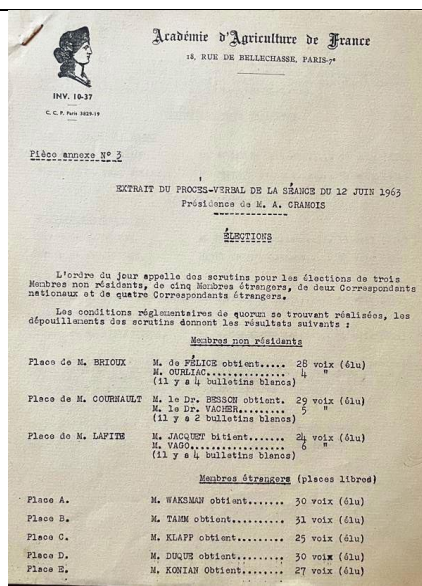 Académie d'Agriculture de France
18, RUE DE BELLECHASSE, PARIS-7e
INV. 10-37
C. C. P. Paris 3829-19
Pièce annexe N° 3
EXTRAIT DU PROCES-VERBAL DE LA SÉANCE DU 12 JUIN 1963
Présidence de M. A. CRAMOIS
ÉLECTIONS
L'ordre du jour appelle des scrutins pour les élections de trois
Membres non résidents, de cinq Membres étrangers, de deux Correspondants
nationaux et de quatre Correspondants étrangers.
Les conditions réglementaires de quorum se trouvant réalisées, les
dépouillements des scrutins donnent les résultats suivants :
Membres non résidants
Place de M. BRIOUX M. de FÉLICE obtient..... 28 voix (élu)
M. OURLIAC............... 4 "
(il y a 4 bulletins blancs)
Place de M. COURNAULT M. le Dr. BESSON obtient. 29 voix (élu)
M. le Dr. VACHER......... 5 "
(il y a 2 bulletins blancs)
Place de M. LAFITE M. JACQUET bitient....... 24 voix (élu)
M. VAGO.................. 6 "
(il y a 4 bulletins blancs)
Membres étrangers (places libres)
Place A. M. WAKSMAN obtient....... 30 voix (élu)
Place B. M. TAMM obtient.......... 31 voix (élu)
Place C. M. KLAPP obtient......... 25 voix (élu)
Place D. M. DUQUE obtient......... 30 voix (élu)
Place E. M. KONIAN Obtient........ 27 voix (élu)